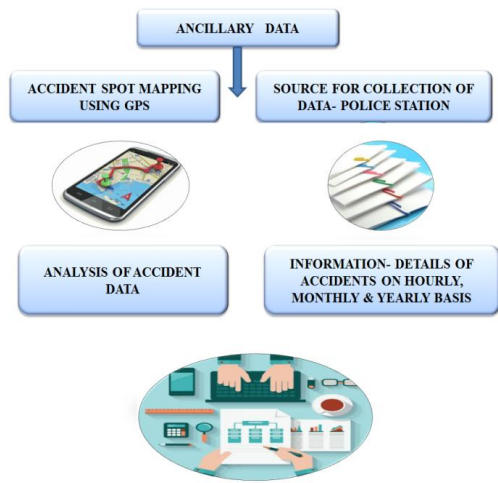 ANCILLARY DATA
ACCIDENT SPOT MAPPING
USING GPS
SOURCE FOR COLLECTION OF
DATA- POLICE STATION
ANALYSIS OF ACCIDENT
DATA
INFORMATION- DETAILS OF
ACCIDENTS ON HOURLY,
MONTHLY & YEARLY BASIS